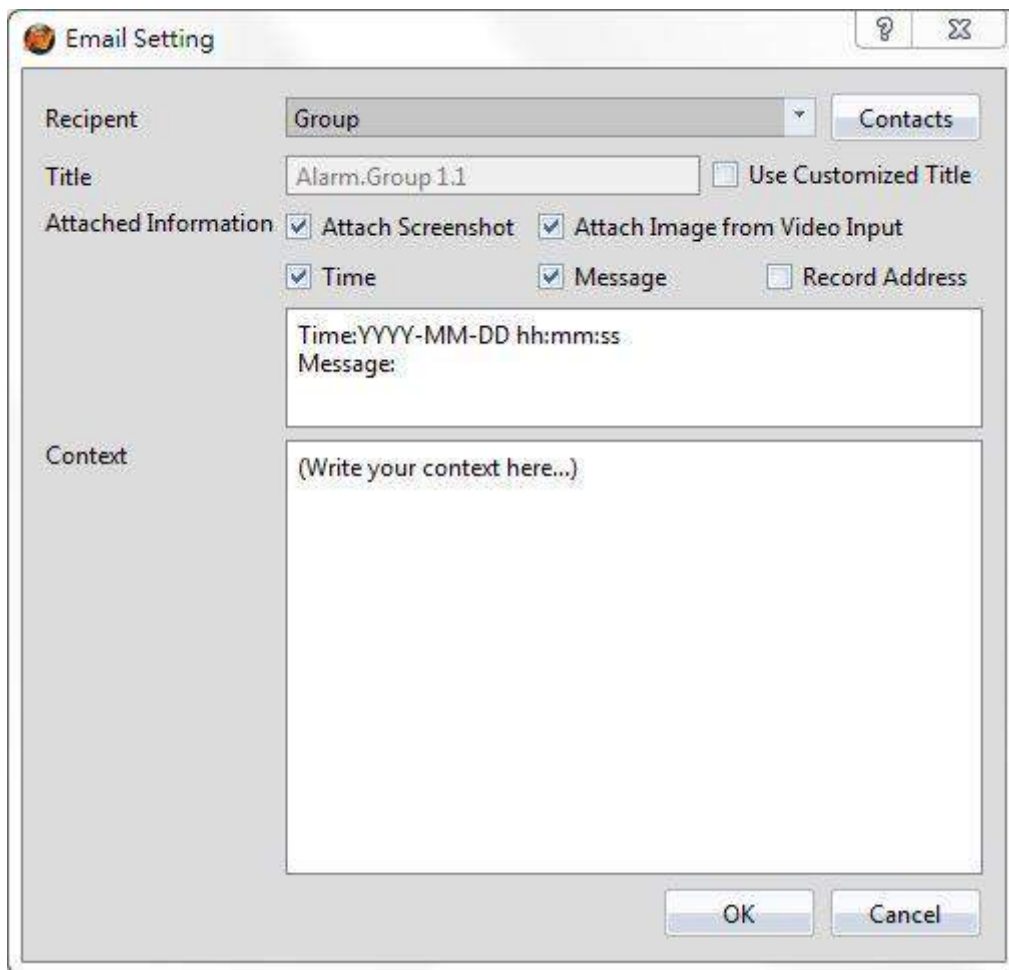 Email Setting
Recipent Group Contacts
Title Alarm.Group 1.1 Use Customized Title
Attached Information Attach Screenshot Attach Image from Video Input
Time Message Record Address
Time:YYYY-MM-DD hh:mm:ss
Message:
Context (Write your context here...)
OK Cancel